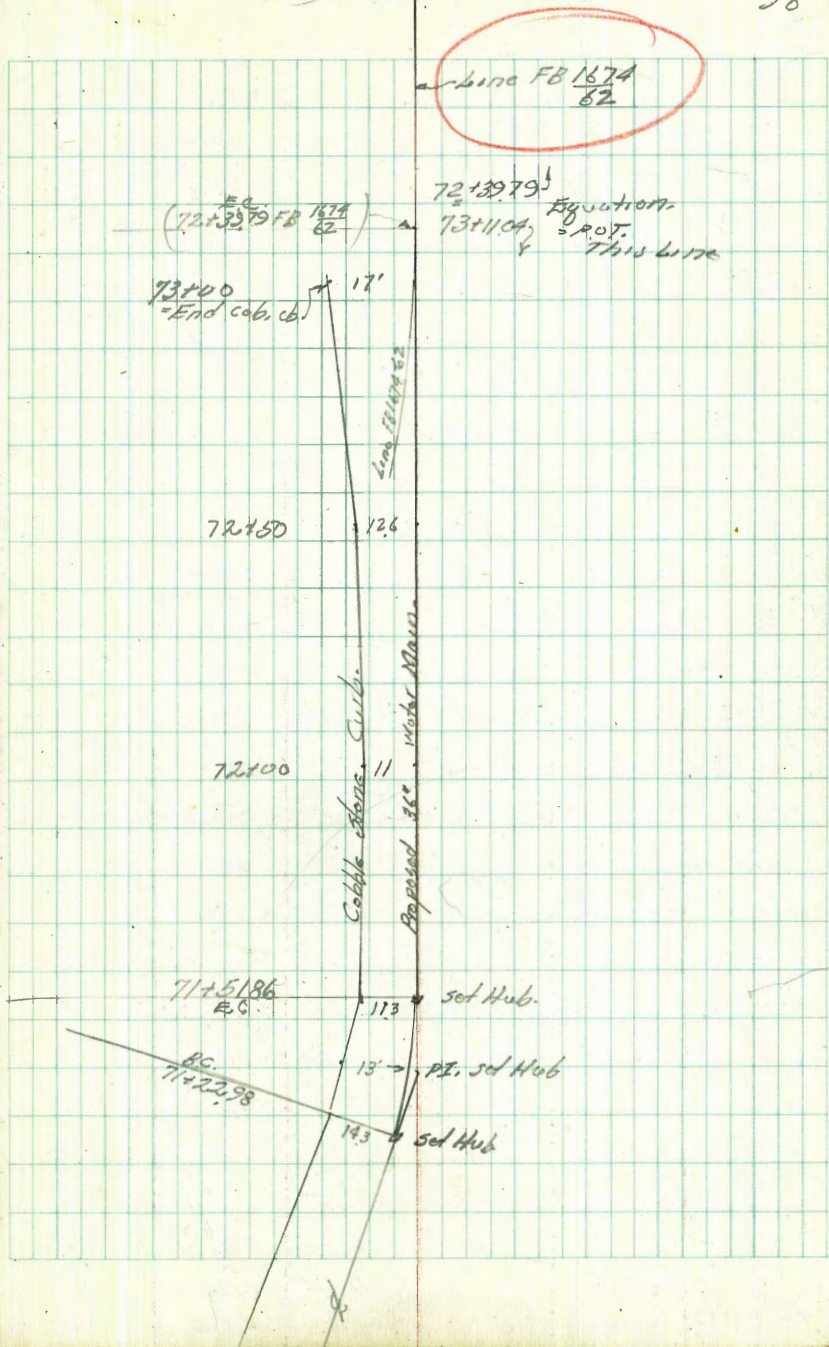 Line FB 1674
62
72+39.79
Equation.
73+11.04 = P.O.T.
This Line
E.C.
(72+39.79 FB 1674
62)
73+00
=End cob. cb.
17'
Line FB 1674 62
72+50
12.6
Cobble Stone Curb.
Proposed 36" Water Main.
72+00
11
71+51.86
E.C.
11.3
Set Hub.
B.C.
71+22.98
13'
P.I. set Hub
14.3
Set Hub